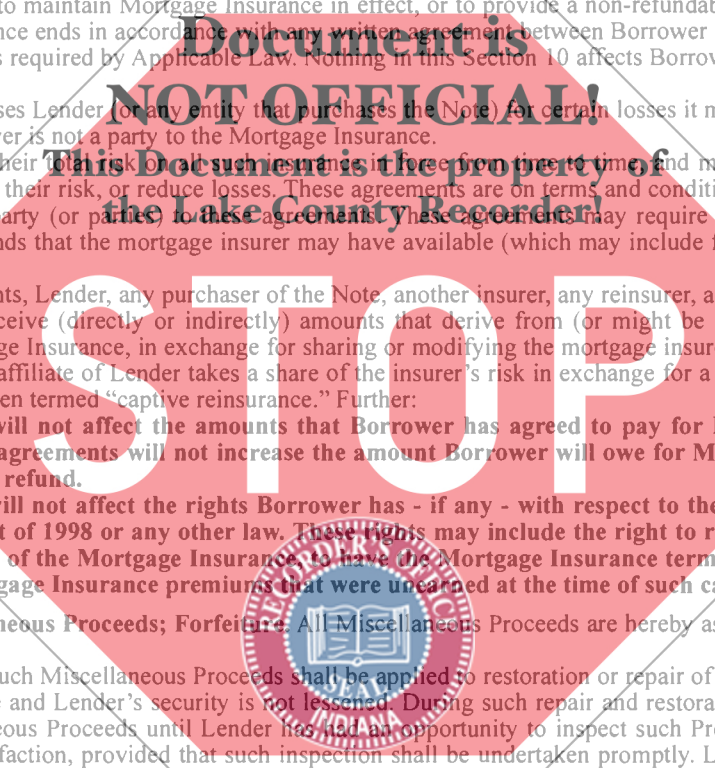 to maintain Mortgage Insurance in effect, or to provide a non-refundab
nce ends in accordance with any written agreement between Borrower
s required by Applicable Law. Nothing in this Section 10 affects Borrow
Document is
NOT OFFICIAL!
This Document is the property of
the Lake County Recorder!
ses Lender (or any entity that purchases the Note) for certain losses it m
er is not a party to the Mortgage Insurance.
heir total risk on all such insurance in force from time to time, and m
their risk, or reduce losses. These agreements are on terms and conditi
arty (or parties) to these agreements. These agreements may require
nds that the mortgage insurer may have available (which may include f
STOP
nts, Lender, any purchaser of the Note, another insurer, any reinsurer, a
ceive (directly or indirectly) amounts that derive from (or might be
ge Insurance, in exchange for sharing or modifying the mortgage insur
affiliate of Lender takes a share of the insurer's risk in exchange for a
en termed “captive reinsurance.” Further:
will not affect the amounts that Borrower has agreed to pay for
agreements will not increase the amount Borrower will owe for M
refund.
vill not affect the rights Borrower has - if any - with respect to the
t of 1998 or any other law. These rights may include the right to r
of the Mortgage Insurance, to have the Mortgage Insurance term
gage Insurance premiums that were unearned at the time of such ca
neous Proceeds; Forfeiture. All Miscellaneous Proceeds are hereby as
uch Miscellaneous Proceeds shall be applied to restoration or repair of
e and Lender's security is not lessened. During such repair and restora
eous Proceeds until Lender has had an opportunity to inspect such Pro
faction, provided that such inspection shall be undertaken promptly. L
RECORDER'S OFFICE
SEAL
INDIANA